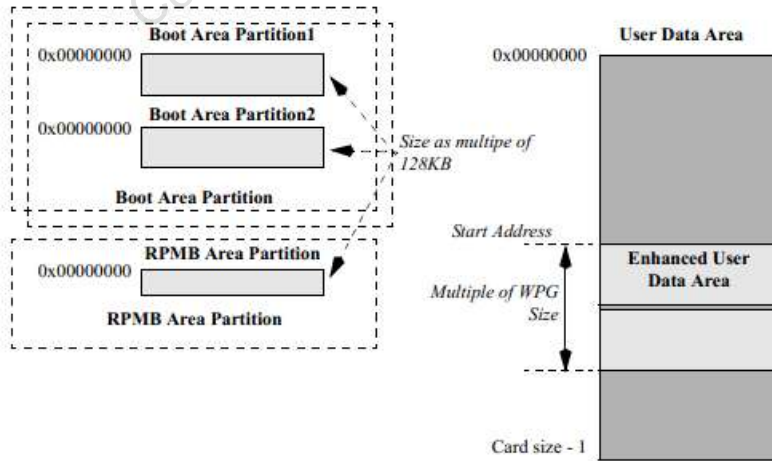 Boot Area Partition1
0x00000000
Boot Area Partition2
0x00000000
Boot Area Partition
RPMB Area Partition
0x00000000
RPMB Area Partition
Size as multipe of
128KB
User Data Area
0x00000000
Start Address
Enhanced User
Data Area
Multiple of WPG
Size
Card size - 1